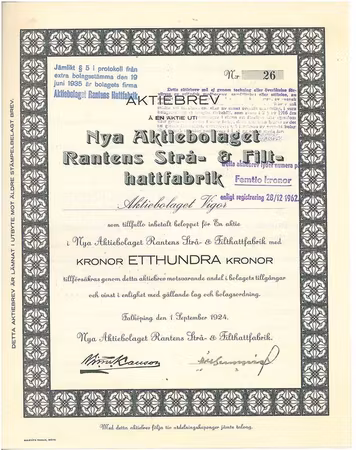 Jämlikt § 5 i protokoll från
extra bolagsstämma den 19
juni 1935 är bolagets firma
Aktiebolaget Rantens Hattfabrik
Nr 26
AKTIEBREV
Å EN AKTIE UTI
Nya Aktiebolaget
Rantens Strå- & Filt-
hattfabrik
Femtio kronor
enligt registrering 28/12 1962
Aktiebolaget Vigor
som tillfullo inbetalt beloppet för En aktie
i Nya Aktiebolaget Rantens Strå- & Filthattfabrik med
KRONOR ETTHUNDRA KRONOR
tillförsäkras genom detta aktiebrev motsvarande andel i bolagets tillgångar
och vinst i enlighet med gällande lag och bolagsordning.
Falköping den 1 September 1924.
Nya Aktiebolaget Rantens Strå- & Filthattfabrik.
Med detta aktiebrev följa tio utdelningskuponger jämte talong.
DETTA AKTIEBREV ÄR LÄMNAT I UTBYTE MOT ÄLDRE STÄMPELBELAGT BREV.